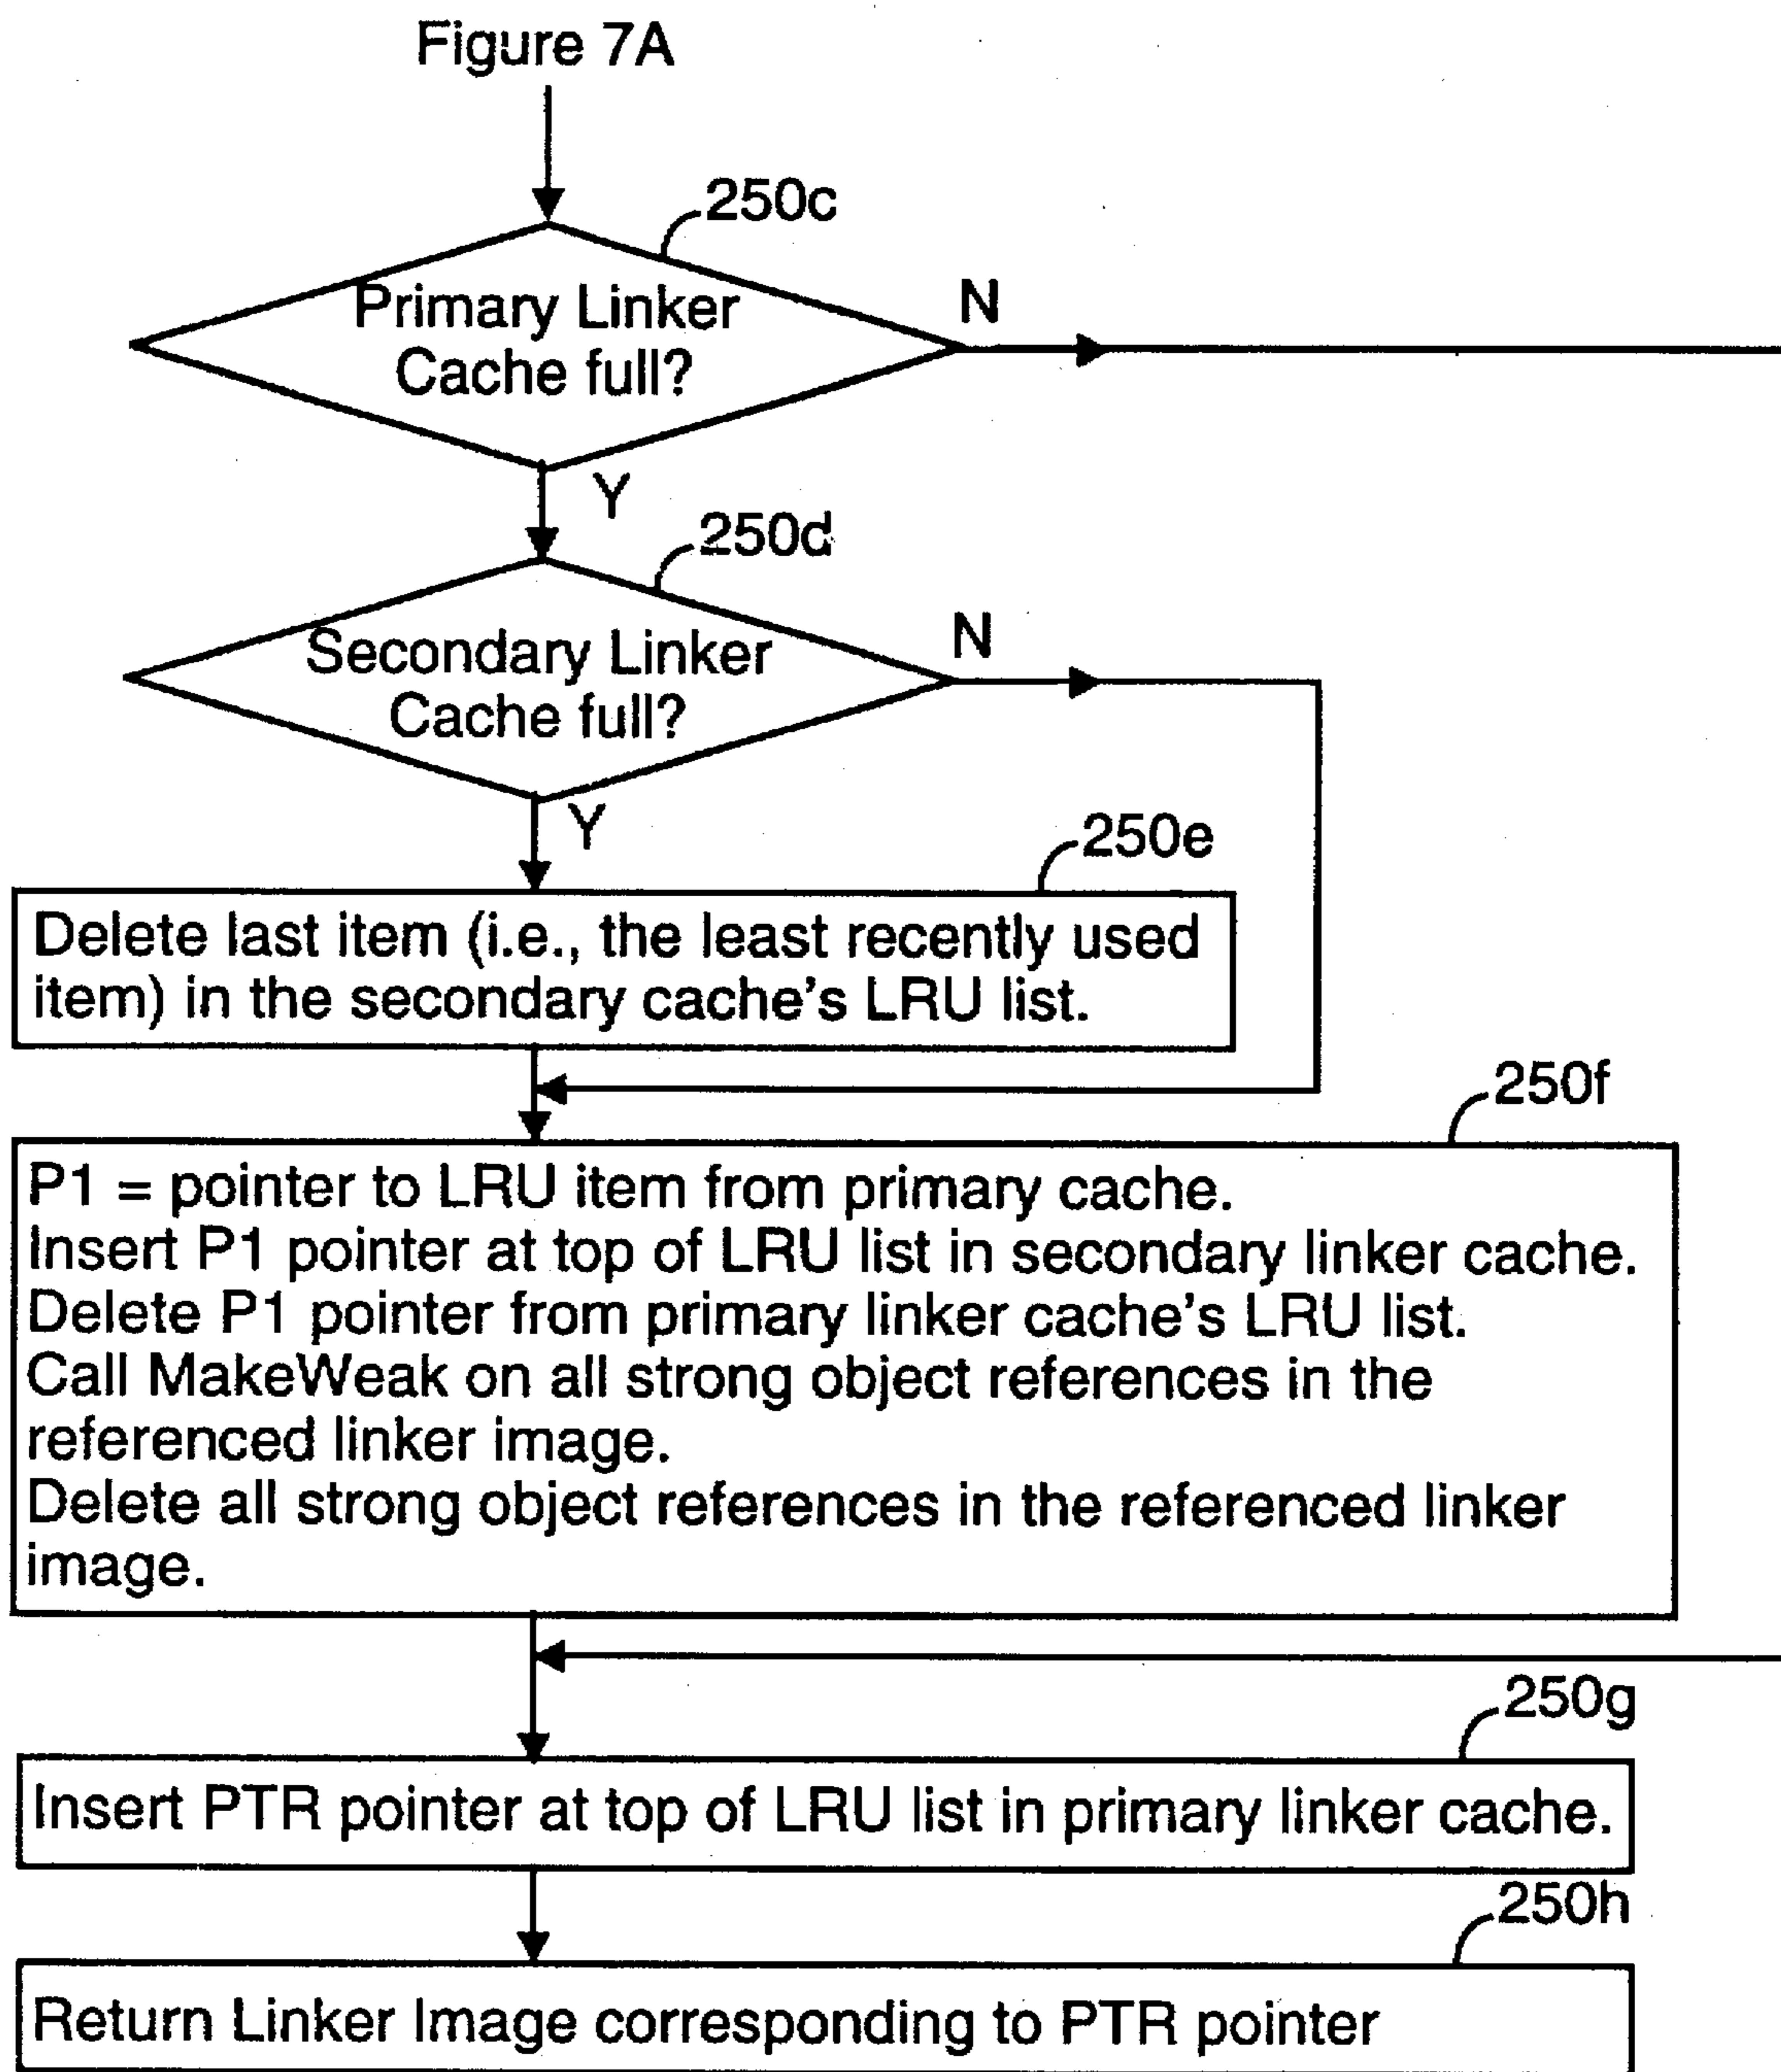 Figure 7A
250c
Primary Linker
Cache full?
N
Y
250d
Secondary Linker
Cache full?
N
Y
250e
Delete last item (i.e., the least recently used
item) in the secondary cache's LRU list.
250f
P1 = pointer to LRU item from primary cache.
Insert P1 pointer at top of LRU list in secondary linker cache.
Delete P1 pointer from primary linker cache's LRU list.
Call MakeWeak on all strong object references in the
referenced linker image.
Delete all strong object references in the referenced linker
image.
250g
Insert PTR pointer at top of LRU list in primary linker cache.
250h
Return Linker Image corresponding to PTR pointer